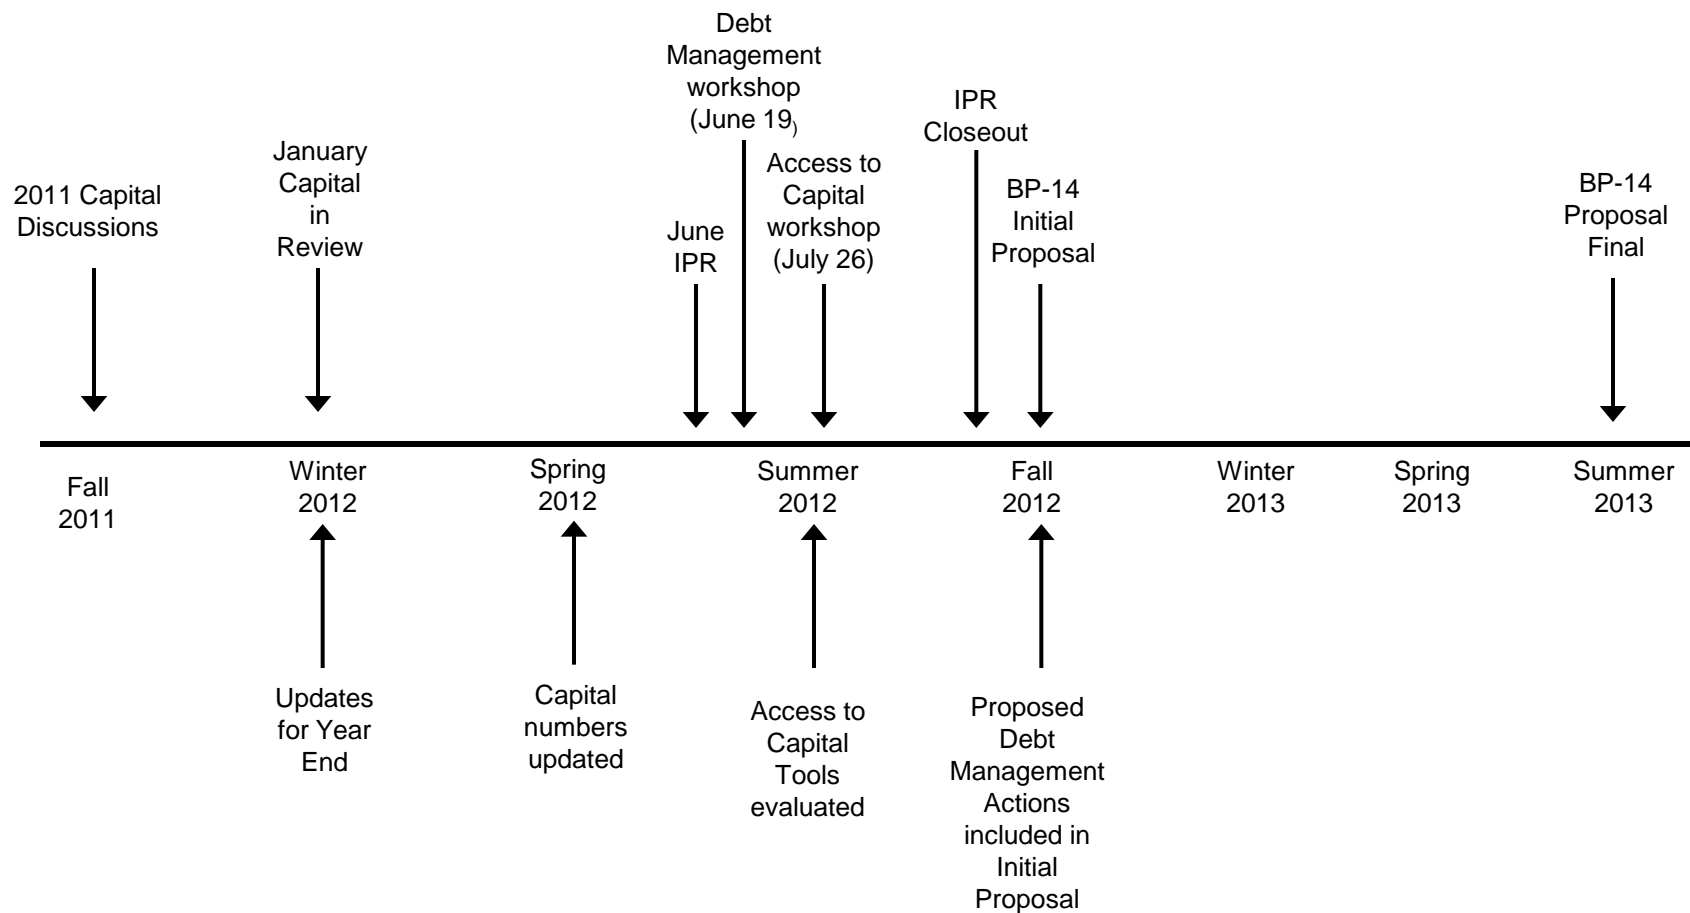 2011 Capital
Discussions
January
Capital
in
Review
June
IPR
Debt
Management
workshop
(June 19)
Access to
Capital
workshop
(July 26)
IPR
Closeout
BP-14
Initial
Proposal
BP-14
Proposal
Final
Fall
2011
Winter
2012
Spring
2012
Summer
2012
Fall
2012
Winter
2013
Spring
2013
Summer
2013
Updates
for Year
End
Capital
numbers
updated
Access to
Capital
Tools
evaluated
Proposed
Debt
Management
Actions
included in
Initial
Proposal